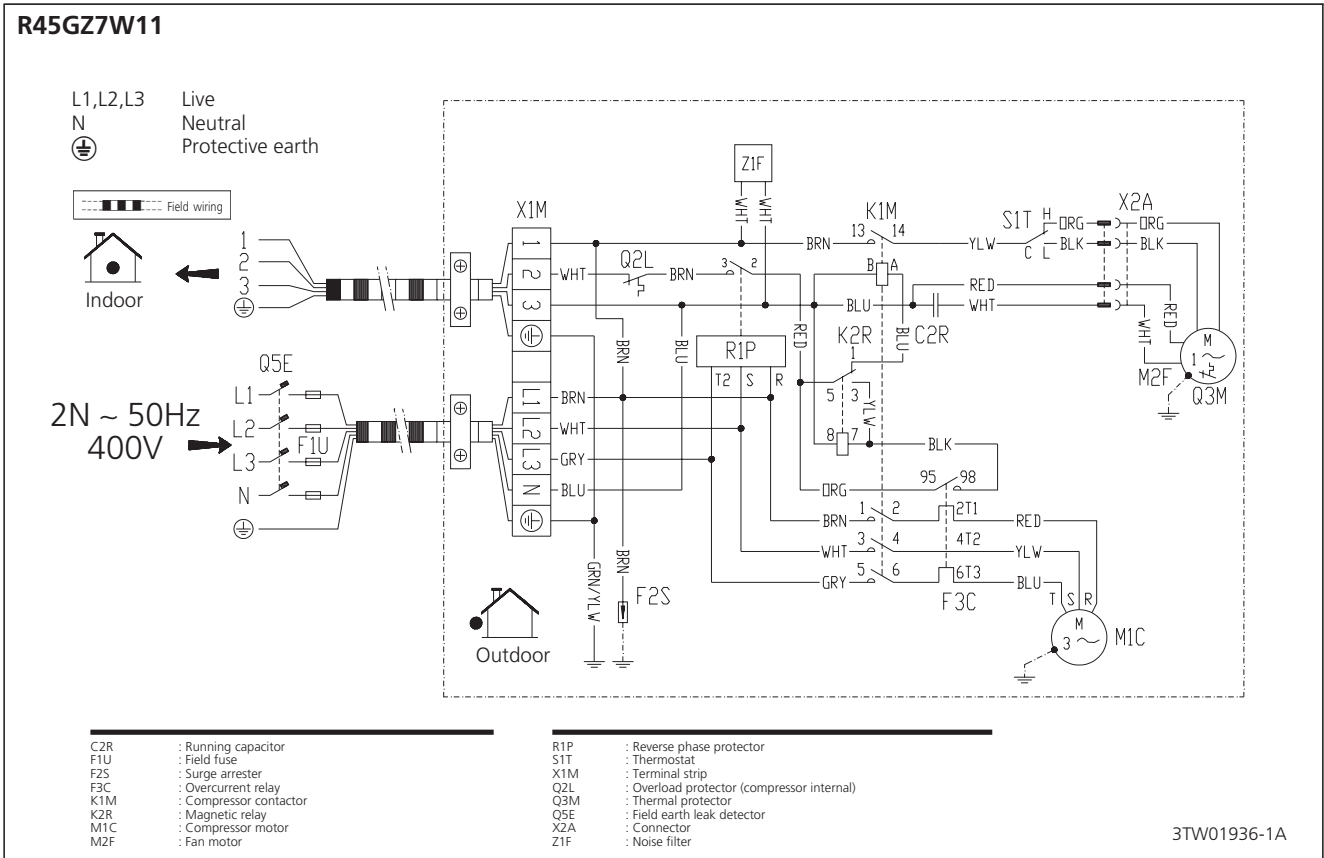 R45GZ7W11
L1,L2,L3 Live
N Neutral
Protective earth
Field wiring
Indoor
1
2
3
Q5E
L1
L2
L3
N
F1U
2N ~ 50Hz
400V
X1M
1
2
3
L1
L2
L3
N
WHT
Q2L
BRN
Z1F
WHT
WHT
3 2
R1P
T2 S R
BRN
BLU
BRN
WHT
GRY
BLU
GRN/YLW
BRN
F2S
Outdoor
K1M
BRN 13 14 YLW
B A
S1T
H
C L
ORG
BLK
X2A
ORG
BLK
RED
WHT
BLU
C2R
RED
BLU
K2R
1
5 3
YLW
8 7
BLK
ORG 95 98
BRN 1 2 2T1 RED
WHT 3 4 4T2 YLW
GRY 5 6 6T3 BLU
F3C
T S R
M
3 ~
M1C
WHT
RED
M
1 ~
M2F
Q3M
C2R : Running capacitor
F1U : Field fuse
F2S : Surge arrester
F3C : Overcurrent relay
K1M : Compressor contactor
K2R : Magnetic relay
M1C : Compressor motor
M2F : Fan motor
R1P : Reverse phase protector
S1T : Thermostat
X1M : Terminal strip
Q2L : Overload protector (compressor internal)
Q3M : Thermal protector
Q5E : Field earth leak detector
X2A : Connector
Z1F : Noise filter
3TW01936-1A